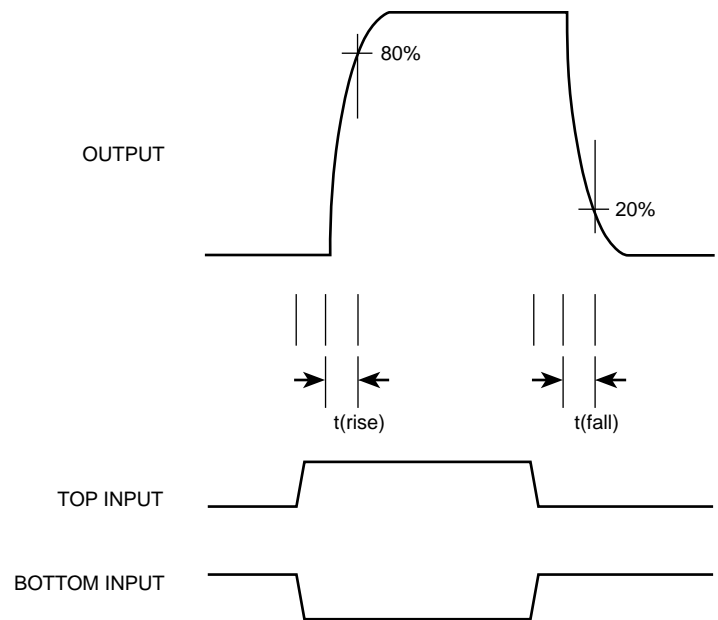 80%
OUTPUT
20%
t(rise)
t(fall)
TOP INPUT
BOTTOM INPUT